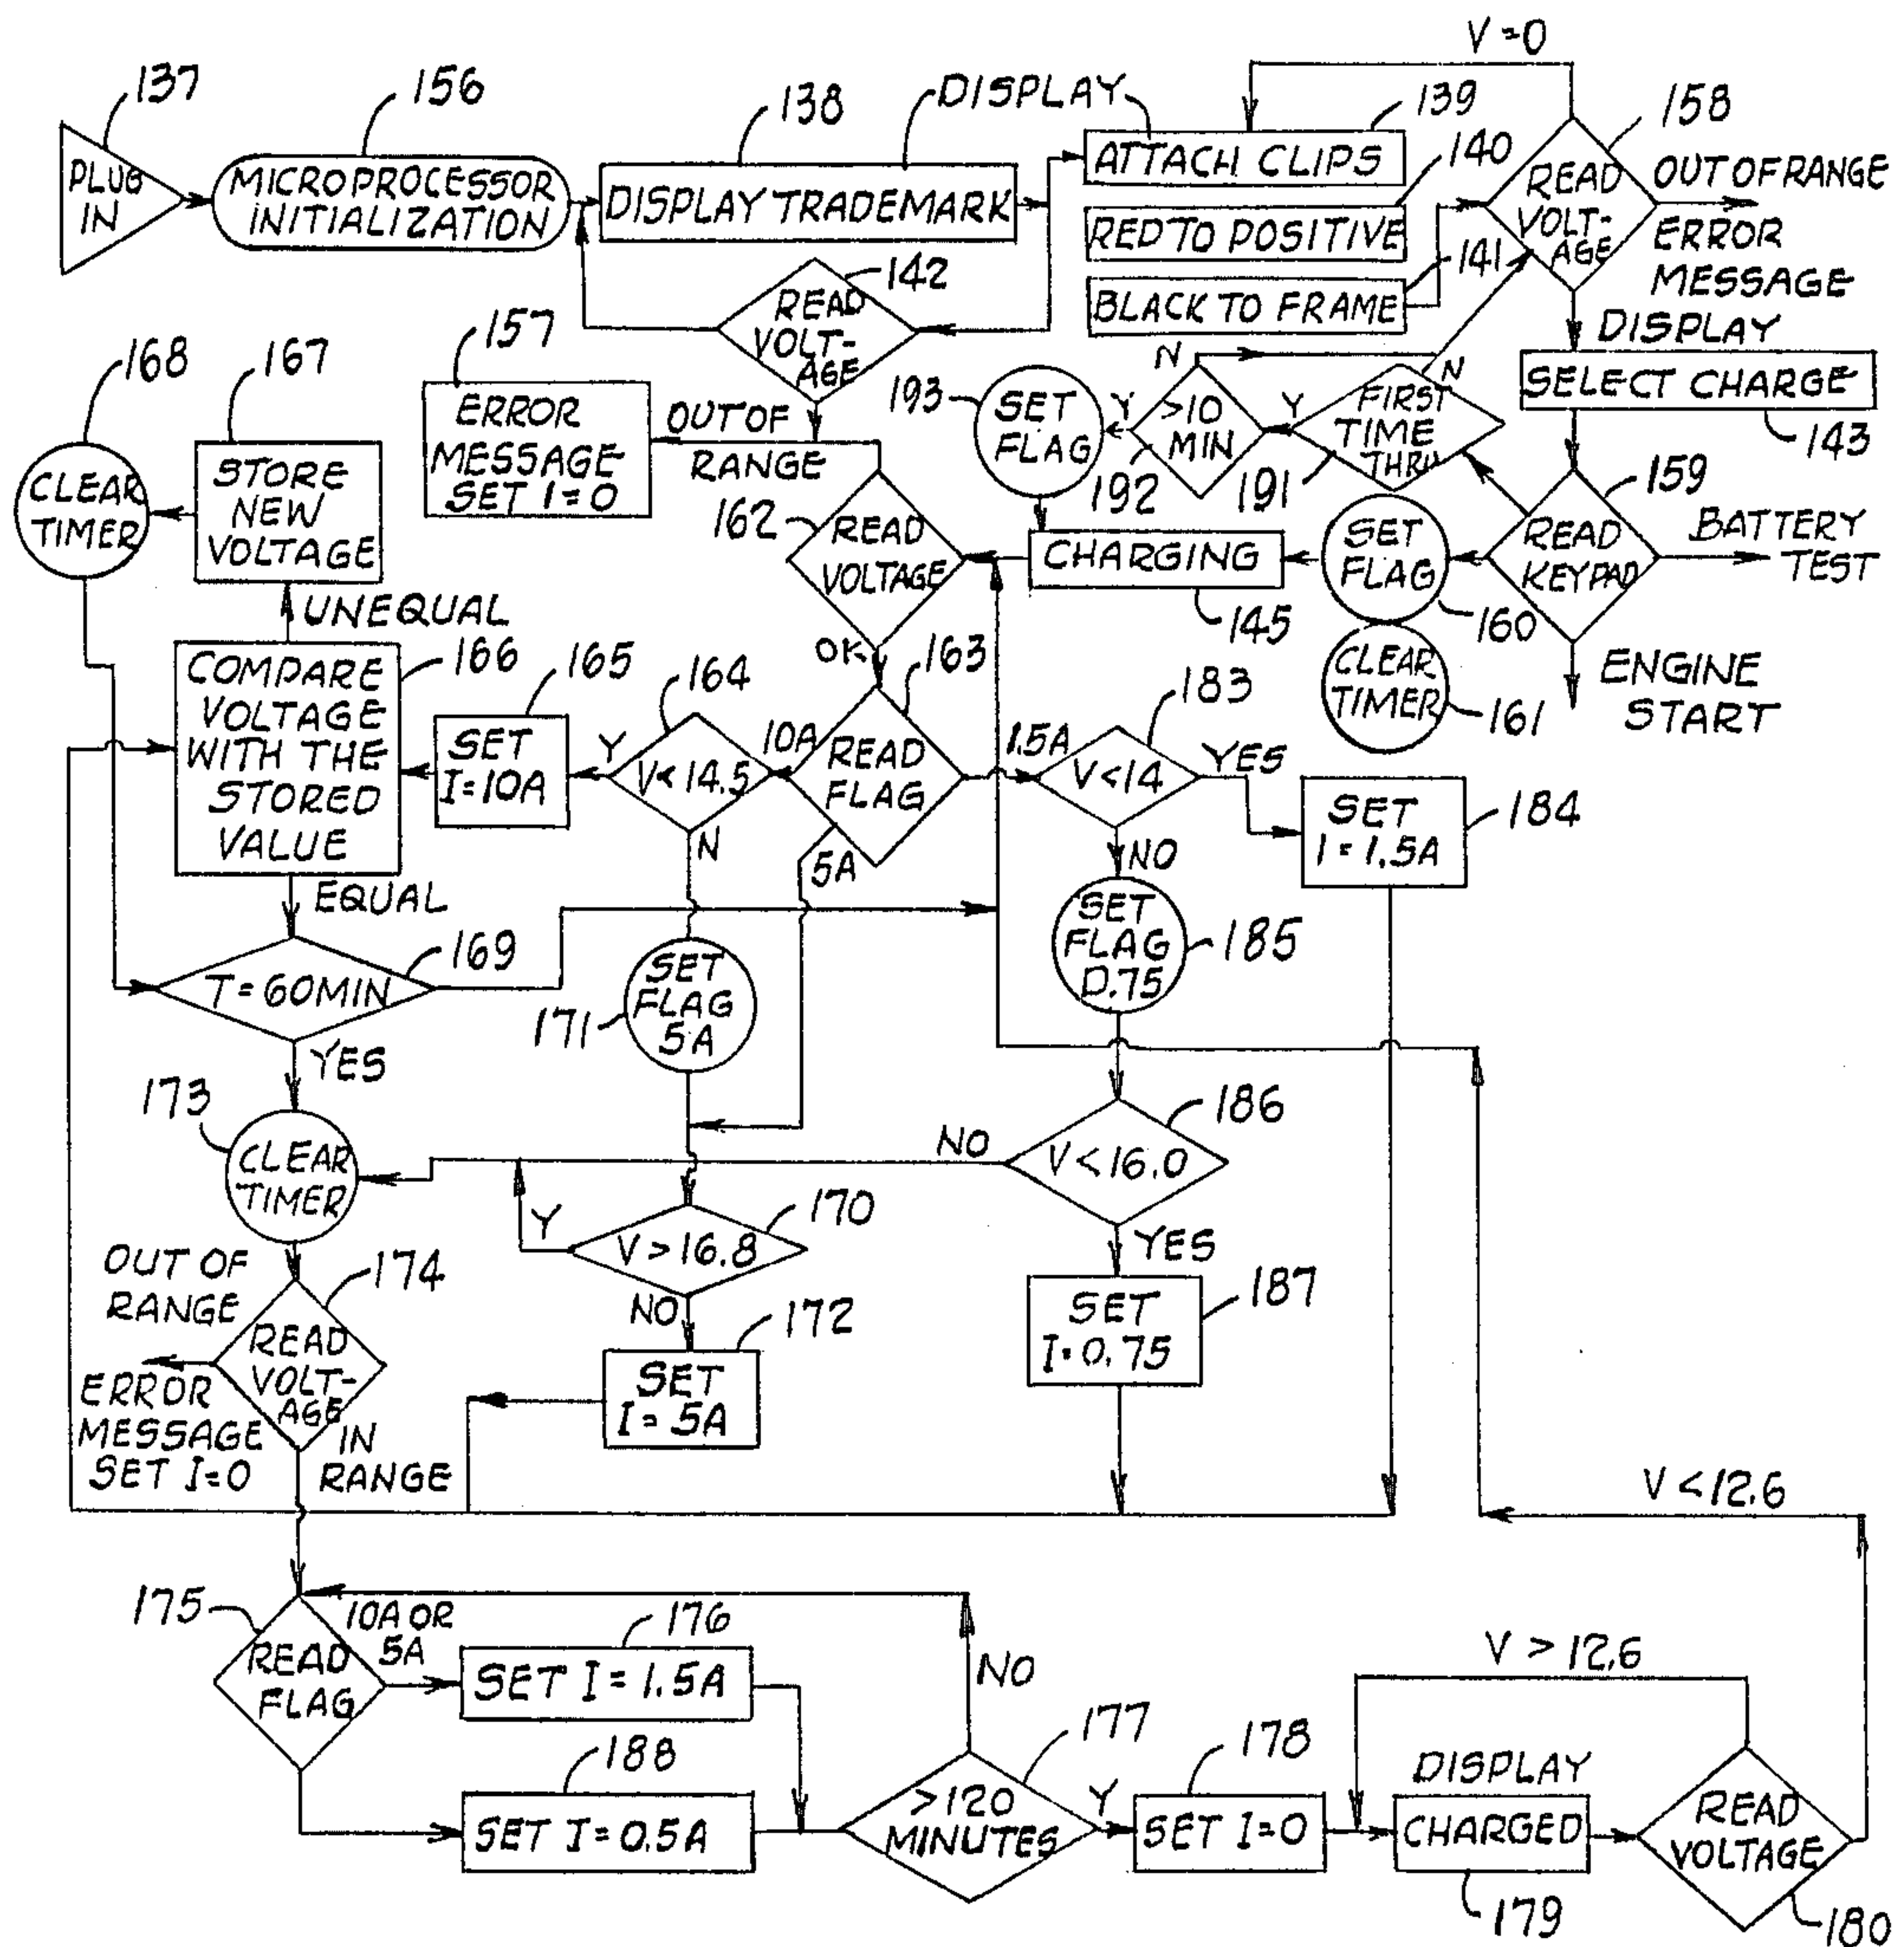 V=0
137
156
138
DISPLAY
139
158
PLUG
IN
MICROPROCESSOR
INITIALIZATION
DISPLAY TRADEMARK
ATTACH CLIPS
140
RED TO POSITIVE
141
BLACK TO FRAME
READ
VOLT-
AGE
OUT OF RANGE
ERROR
MESSAGE
142
READ
VOLT-
AGE
DISPLAY
SELECT CHARGE
143
168
167
157
ERROR
MESSAGE
SET I=0
OUT OF
RANGE
193
SET
FLAG
Y
N
>10
MIN
192
Y
FIRST
TIME
THRU
N
191
159
CLEAR
TIMER
STORE
NEW
VOLTAGE
162
READ
VOLTAGE
CHARGING
145
SET
FLAG
160
READ
KEYPAD
BATTERY
TEST
UNEQUAL
OK
CLEAR
TIMER
161
ENGINE
START
COMPARE
VOLTAGE
WITH THE
STORED
VALUE
166
165
SET
I=10A
Y
164
V<14.5
10A
163
READ
FLAG
1.5A
183
V<14
YES
184
SET
I=1.5A
N
5A
NO
EQUAL
SET
FLAG
0.75
185
T=60MIN
169
SET
FLAG
5A
171
YES
173
CLEAR
TIMER
NO
186
V<16.0
Y
170
V>16.8
YES
OUT OF
RANGE
174
READ
VOLT-
AGE
NO
172
SET
I=5A
187
SET
I=0.75
ERROR
MESSAGE
SET I=0
IN
RANGE
V<12.6
175
READ
FLAG
10A OR
5A
176
SET I=1.5A
NO
V>12.6
188
SET I=0.5A
177
>120
MINUTES
Y
178
SET I=0
DISPLAY
CHARGED
179
READ
VOLTAGE
180